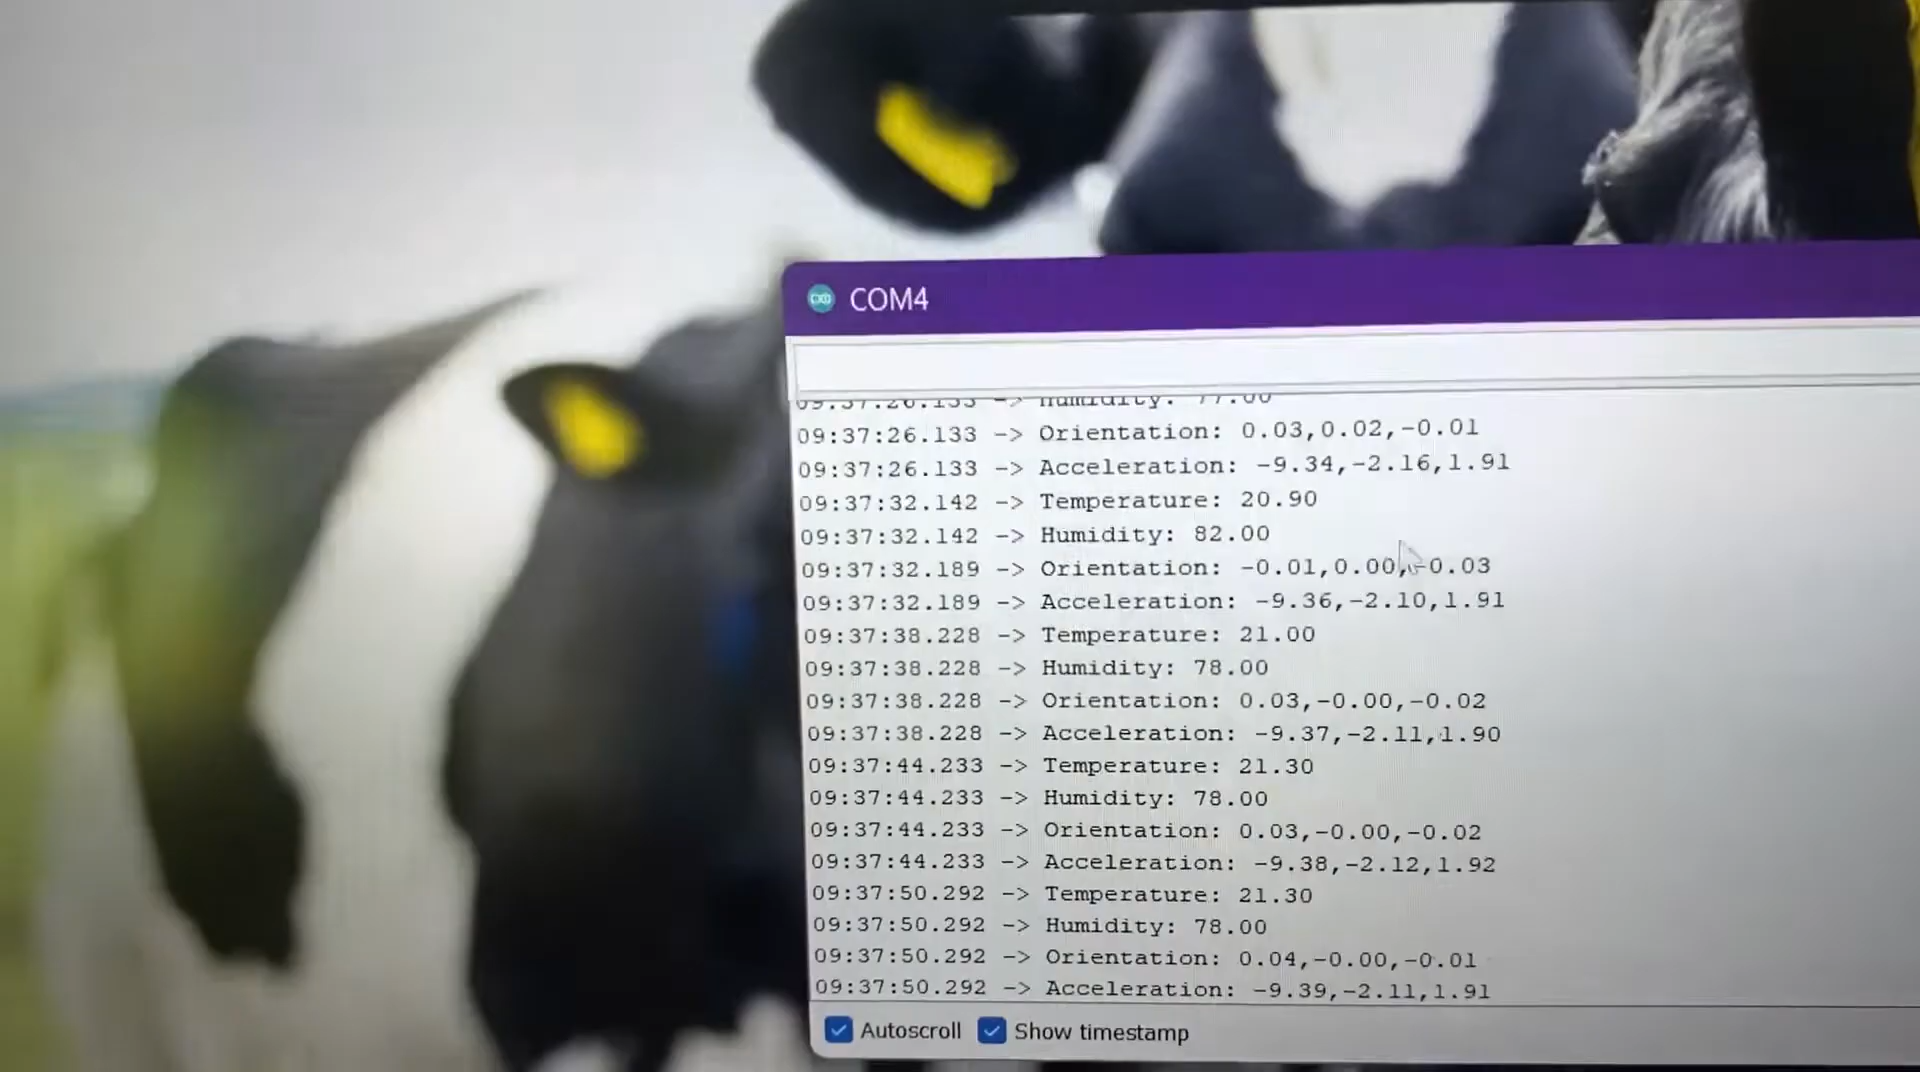 COM4
09:37:26.133 -> Humidity: 77.00
09:37:26.133 -> Orientation: 0.03,0.02,-0.01
09:37:26.133 -> Acceleration: -9.34,-2.16,1.91
09:37:32.142 -> Temperature: 20.90
09:37:32.142 -> Humidity: 82.00
09:37:32.189 -> Orientation: -0.01,0.00,-0.03
09:37:32.189 -> Acceleration: -9.36,-2.10,1.91
09:37:38.228 -> Temperature: 21.00
09:37:38.228 -> Humidity: 78.00
09:37:38.228 -> Orientation: 0.03,-0.00,-0.02
09:37:38.228 -> Acceleration: -9.37,-2.11,1.90
09:37:44.233 -> Temperature: 21.30
09:37:44.233 -> Humidity: 78.00
09:37:44.233 -> Orientation: 0.03,-0.00,-0.02
09:37:44.233 -> Acceleration: -9.38,-2.12,1.92
09:37:50.292 -> Temperature: 21.30
09:37:50.292 -> Humidity: 78.00
09:37:50.292 -> Orientation: 0.04,-0.00,-0.01
09:37:50.292 -> Acceleration: -9.39,-2.11,1.91
Autoscroll Show timestamp